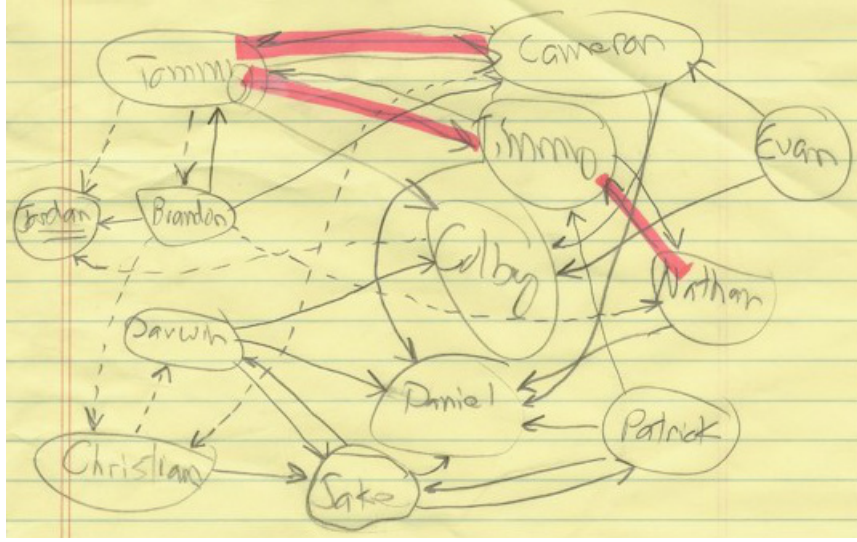 Tommy
Cameron
Timmy
Evan
Jordan
Brandon
Colby
Nathan
Darwin
Daniel
Patrick
Christian
Jake